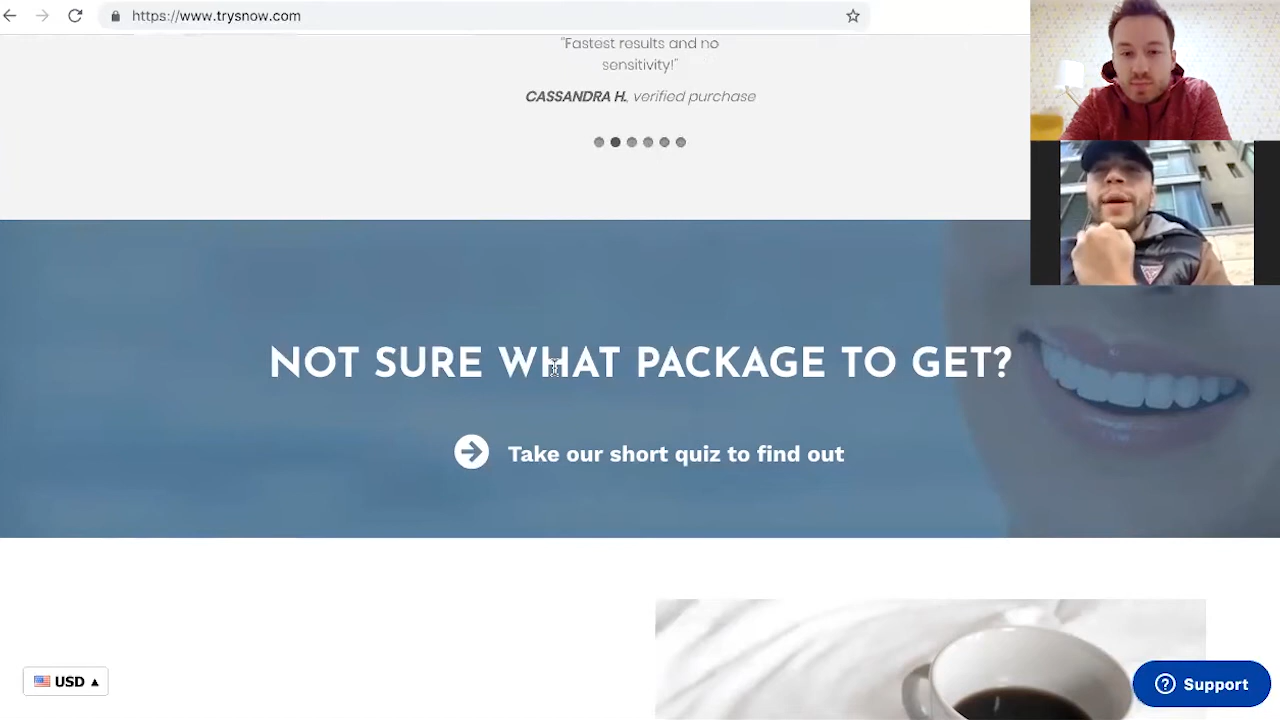 https://www.trysnow.com
"Fastest results and no
sensitivity!"
CASSANDRA H., verified purchase
NOT SURE WHAT PACKAGE TO GET?
Take our short quiz to find out
USD
Support